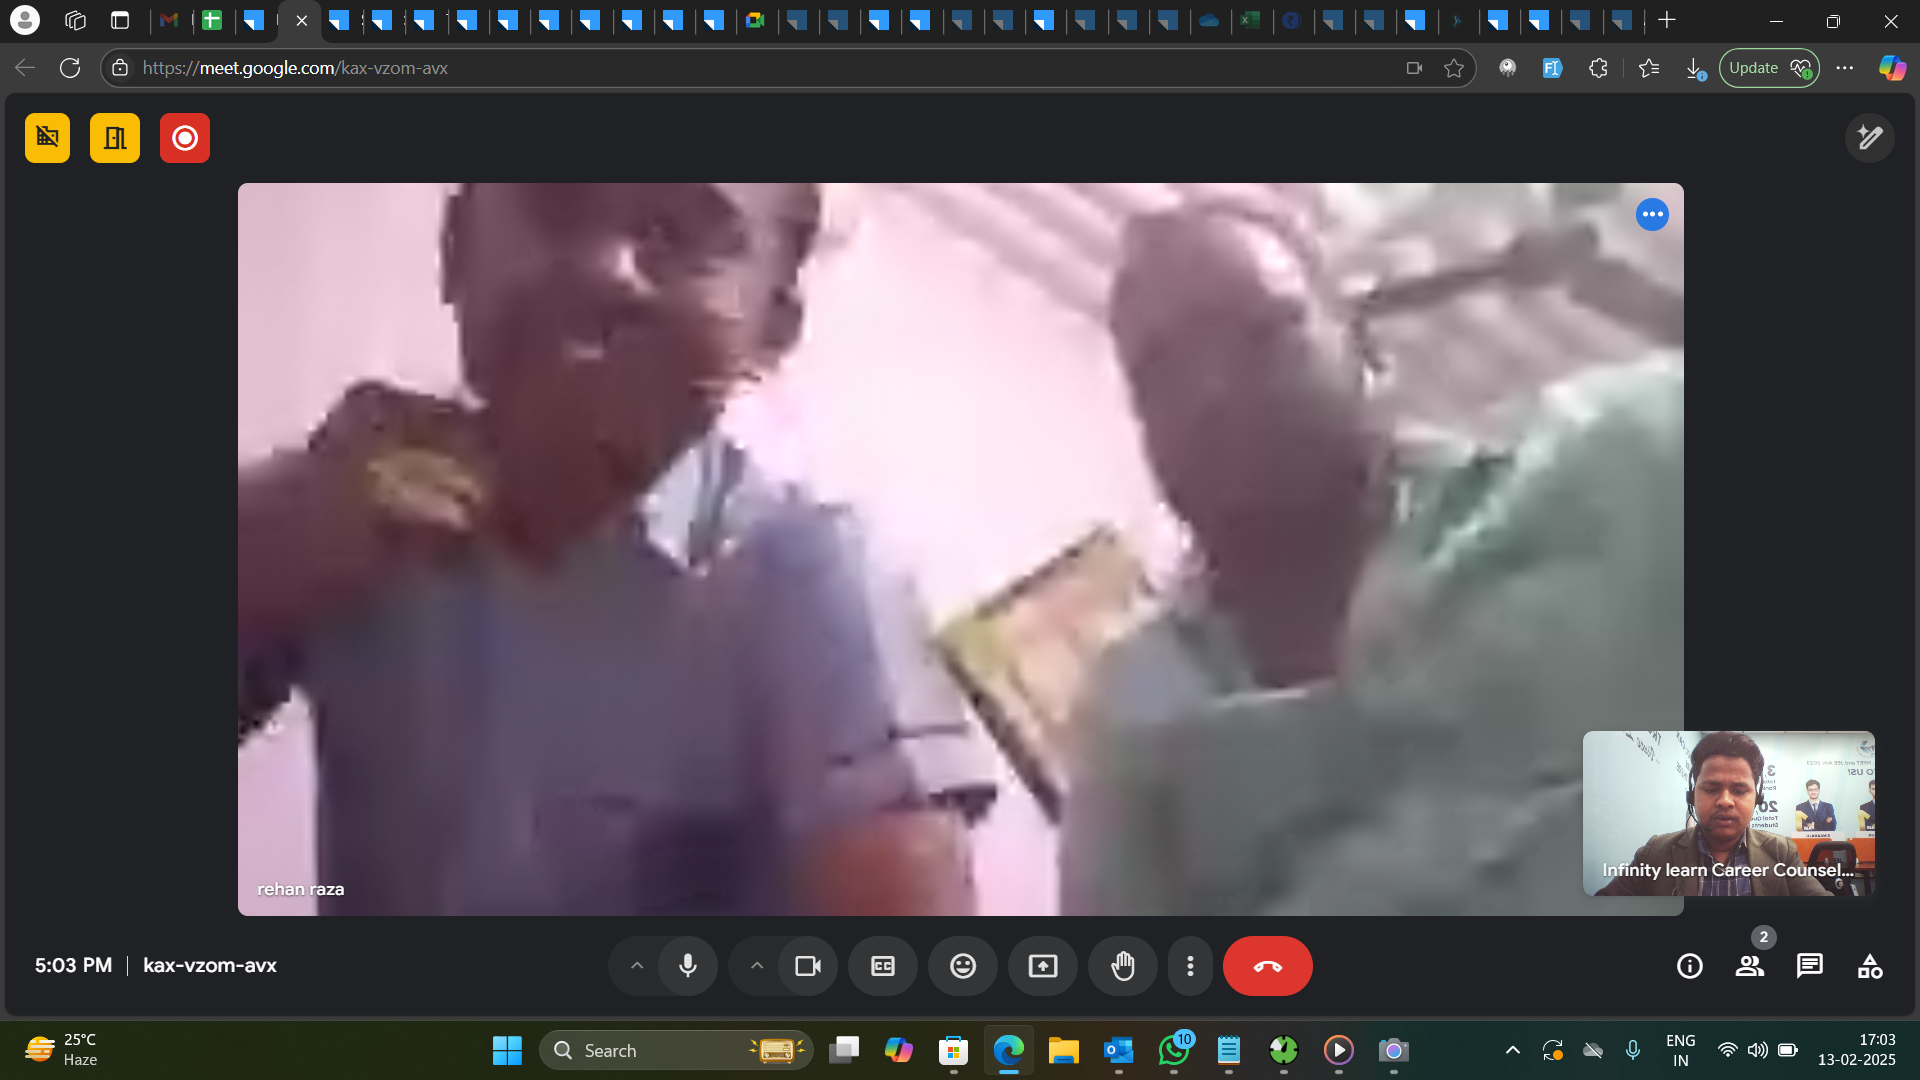 https://meet.google.com/kax-vzom-avx
Update
rehan raza
Infinity learn Career Counsel...
5:03 PM | kax-vzom-avx
2
25°C
Haze
Search
10
ENG
IN
17:03
13-02-2025